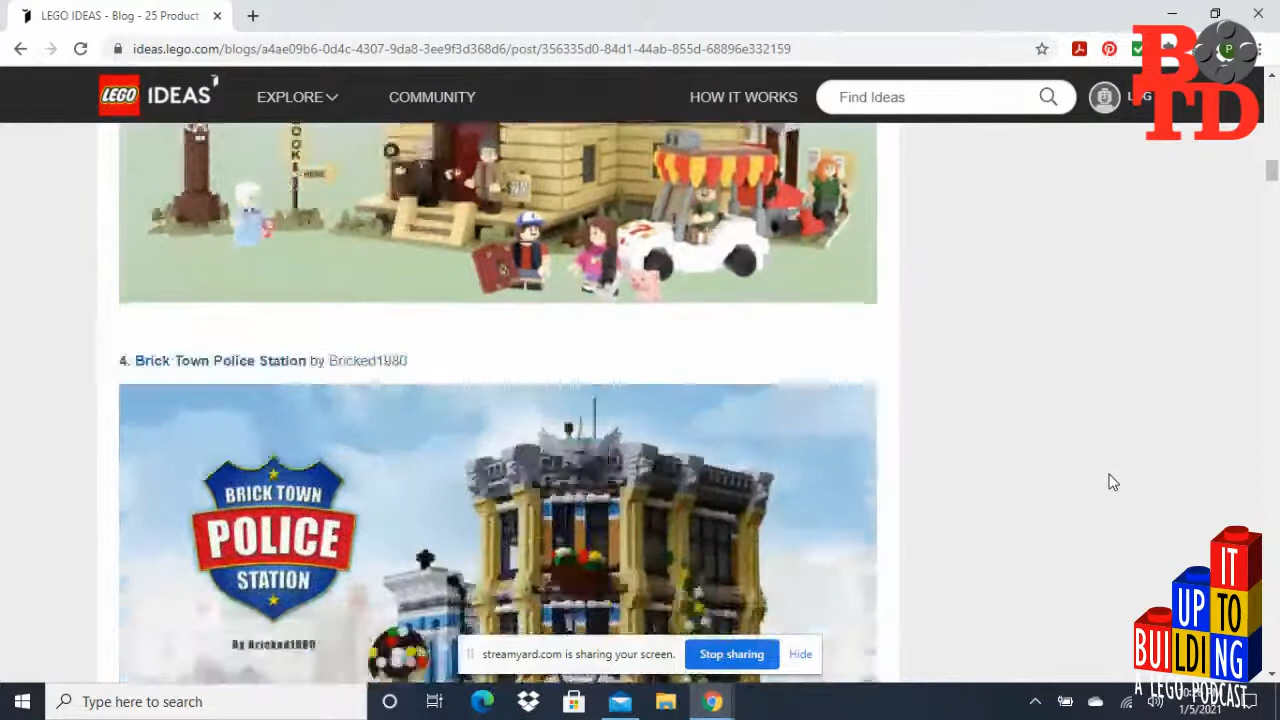 LEGO IDEAS - Blog - 25 Product
ideas.lego.com/blogs/a4ae09b6-0d4c-4307-9da8-3ee9f3d368d6/post/356335d0-84d1-44ab-855d-68896e332159
P
LEGO IDEAS
EXPLORE
COMMUNITY
HOW IT WORKS
Find Ideas
B
TD
HERE
4. Brick Town Police Station by Bricked1980
BRICK TOWN
POLICE
STATION
By Bricked1980
streamyard.com is sharing your screen.
Stop sharing
Hide
BUILDING
UP
IT
TO
A LEGO PODCAST
Type here to search
1/5/2021